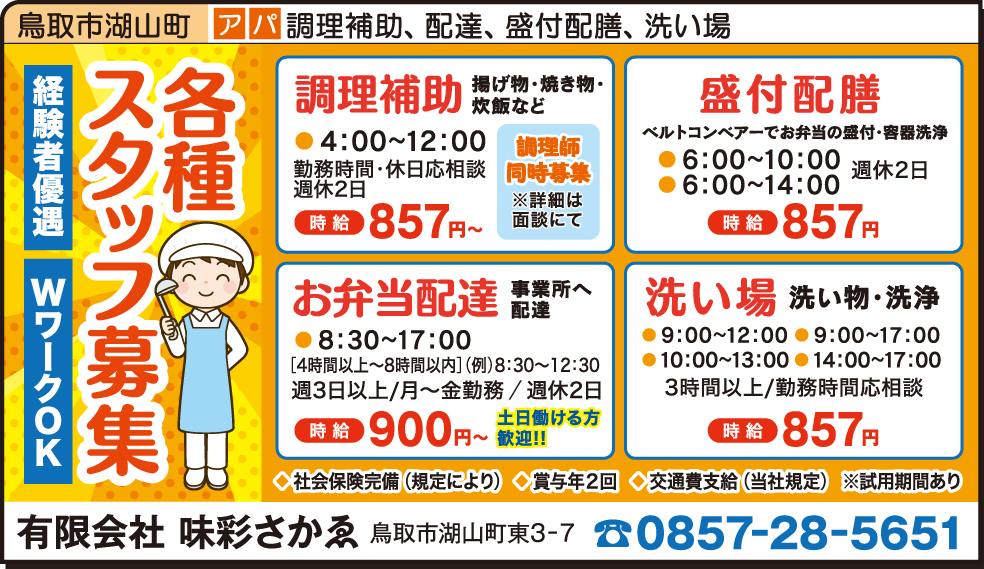 鳥取市湖山町 アパ 調理補助、配達、盛付配膳、洗い場
各種
スタッフ募集
経験者優遇
WワークOK
調理補助 揚げ物・焼き物・
炊飯など
●4:00~12:00
勤務時間・休日応相談
週休2日
時給857円~
調理師
同時募集
※詳細は
面談にて
盛付配膳
ベルトコンベアーでお弁当の盛付・容器洗浄
●6:00~10:00
●6:00~14:00
週休2日
時給857円
お弁当配達 事業所へ
配達
●8:30~17:00
[4時間以上~8時間以内](例)8:30~12:30
週3日以上/月~金勤務/週休2日
時給900円~
土日働ける方
歓迎!!
洗い場 洗い物・洗浄
●9:00~12:00 ●9:00~17:00
●10:00~13:00 ●14:00~17:00
3時間以上/勤務時間応相談
時給857円
◇社会保険完備(規定により) ◇賞与年2回 ◇交通費支給(当社規定) ※試用期間あり
有限会社 味彩さかゑ 鳥取市湖山町東3-7 ☎0857-28-5651